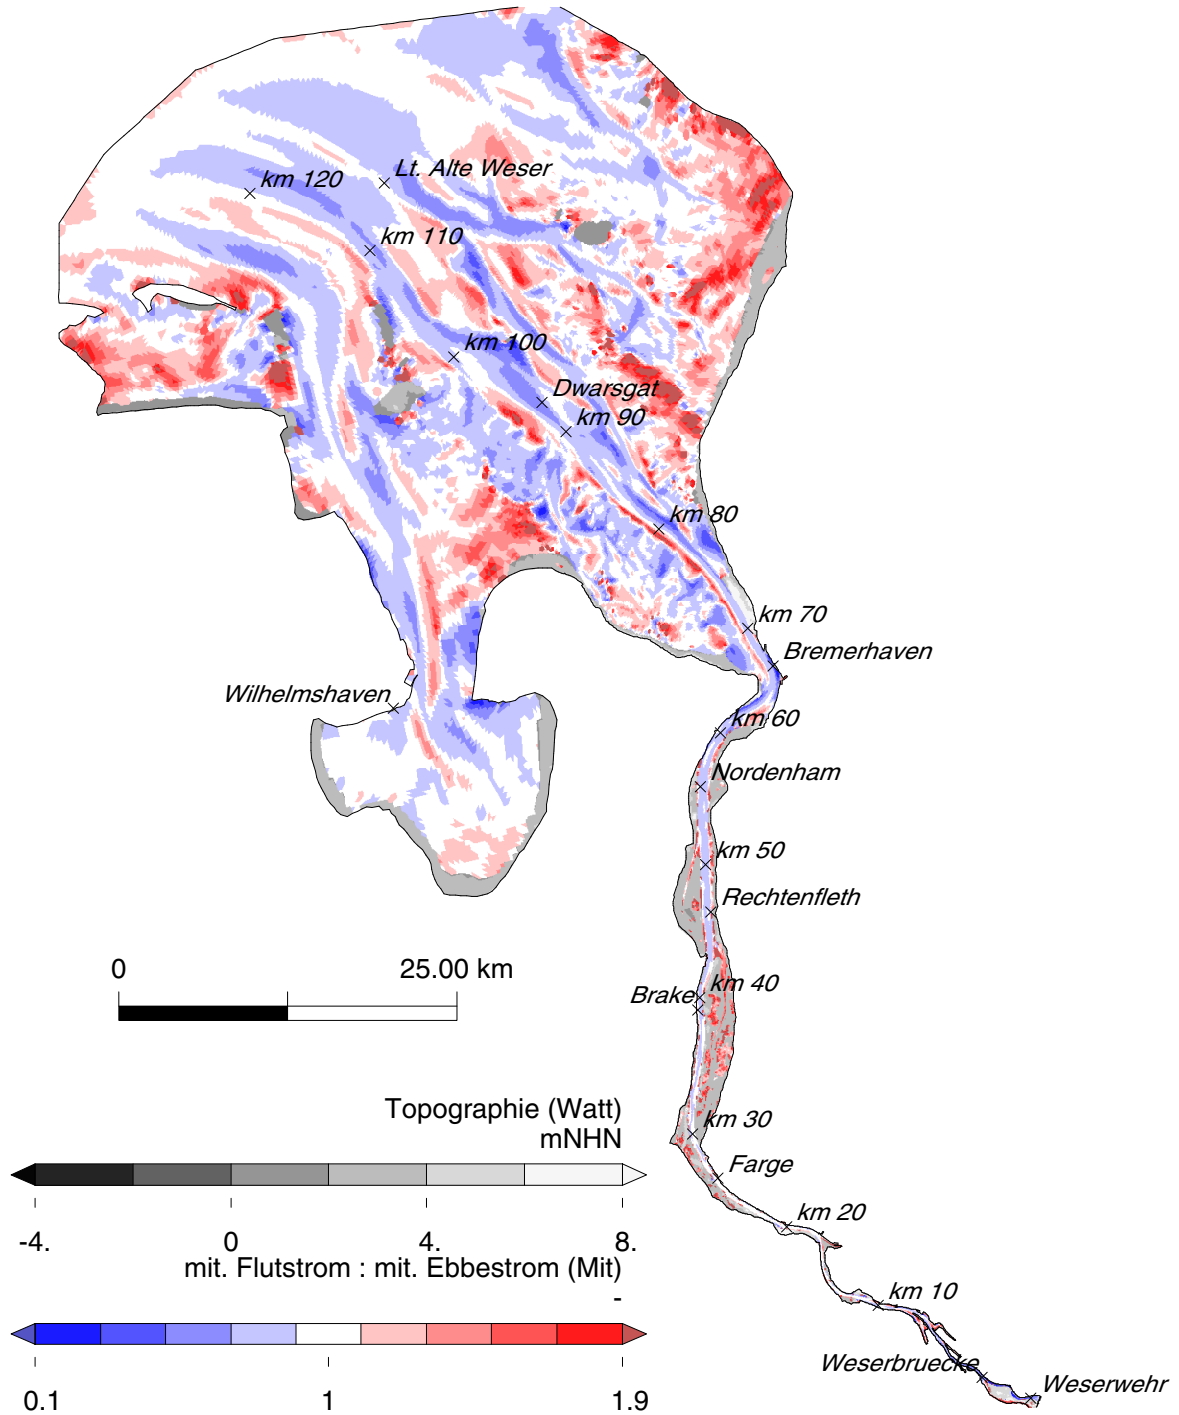 Lt. Alte Weser
km 120
km 110
km 100
Dwarsgat
km 90
km 80
km 70
Bremerhaven
Wilhelmshaven
km 60
Nordenham
km 50
Rechtenfleth
0 25.00 km
km 40
Brake
Topographie (Watt)
mNHN
km 30
Farge
-4. 0 4. 8.
km 20
mit. Flutstrom : mit. Ebbestrom (Mit)
-
km 10
Weserbruecke
Weserwehr
0.1 1 1.9